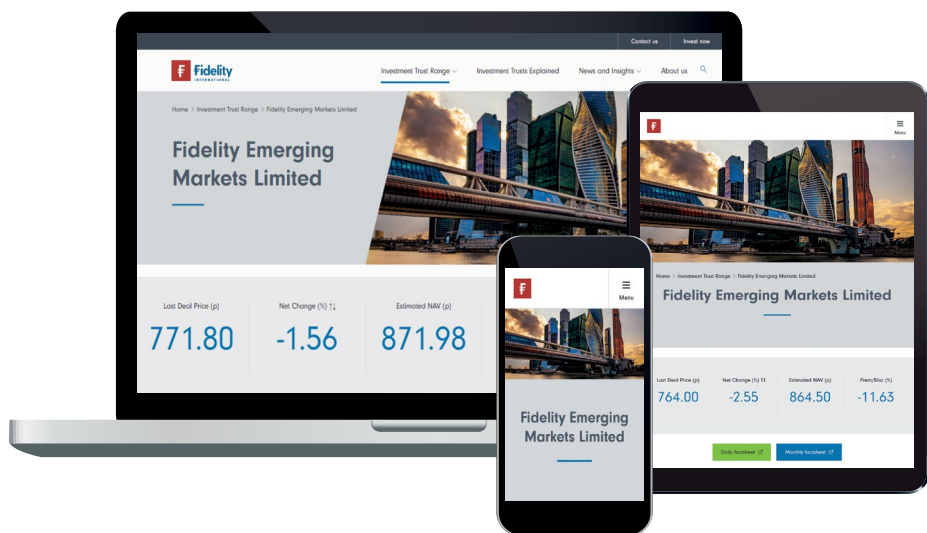 Contact us
Invest now
Fidelity
INTERNATIONAL
Investment Trust Range
Investment Trusts Explained
News and Insights
About us
Home > Investment Trust Range > Fidelity Emerging Markets Limited
Fidelity Emerging
Markets Limited
Last Deal Price (p)
Net Change (%) ↑↓
Estimated NAV (p)
771.80
-1.56
871.98
Menu
Home > Investment Trust Range > Fidelity Emerging Markets Limited
Fidelity Emerging Markets Limited
Last Deal Price (p)
Net Change (%) ↑↓
Estimated NAV (p)
Prem/Disc (%)
764.00
-2.55
864.50
-11.63
Daily factsheet
Monthly factsheet
Menu
Fidelity Emerging
Markets Limited